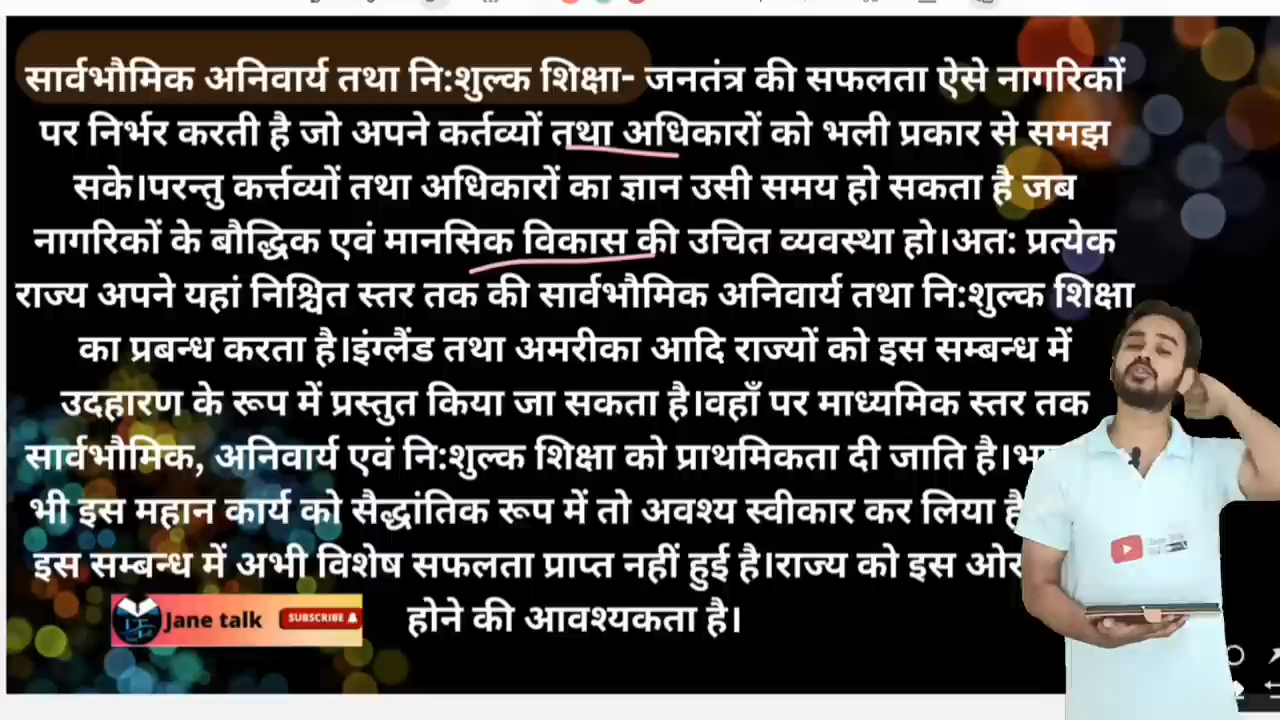 सार्वभौमिक अनिवार्य तथा नि:शुल्क शिक्षा- जनतंत्र की सफलता ऐसे नागरिकों
पर निर्भर करती है जो अपने कर्तव्यों तथा अधिकारों को भली प्रकार से समझ
सके।परन्तु कर्त्तव्यों तथा अधिकारों का ज्ञान उसी समय हो सकता है जब
नागरिकों के बौद्धिक एवं मानसिक विकास की उचित व्यवस्था हो।अत: प्रत्येक
राज्य अपने यहां निश्चित स्तर तक की सार्वभौमिक अनिवार्य तथा नि:शुल्क शिक्षा
का प्रबन्ध करता है।इंग्लैंड तथा अमरीका आदि राज्यों को इस सम्बन्ध में
उदहारण के रूप में प्रस्तुत किया जा सकता है।वहाँ पर माध्यमिक स्तर तक
सार्वभौमिक, अनिवार्य एवं नि:शुल्क शिक्षा को प्राथमिकता दी जाति है।
भी इस महान कार्य को सैद्धांतिक रूप में तो अवश्य स्वीकार कर लिया है
इस सम्बन्ध में अभी विशेष सफलता प्राप्त नहीं हुई है।राज्य को इस ओर
होने की आवश्यकता है।
Jane talk
SUBSCRIBE